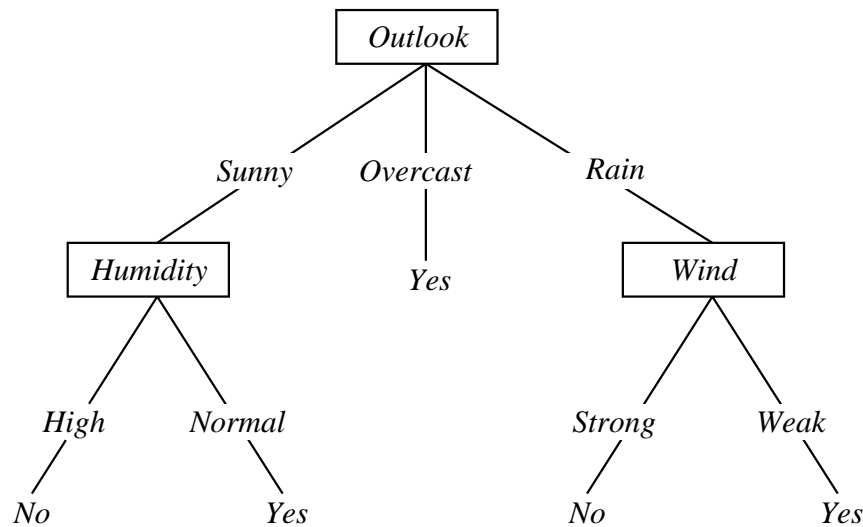 Outlook
Sunny Overcast Rain
Humidity Yes Wind
High Normal Strong Weak
No Yes No Yes